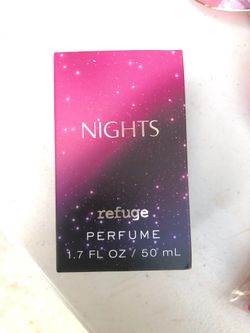 NIGHTS
refuge
PERFUME
1.7 FL OZ / 50 mL